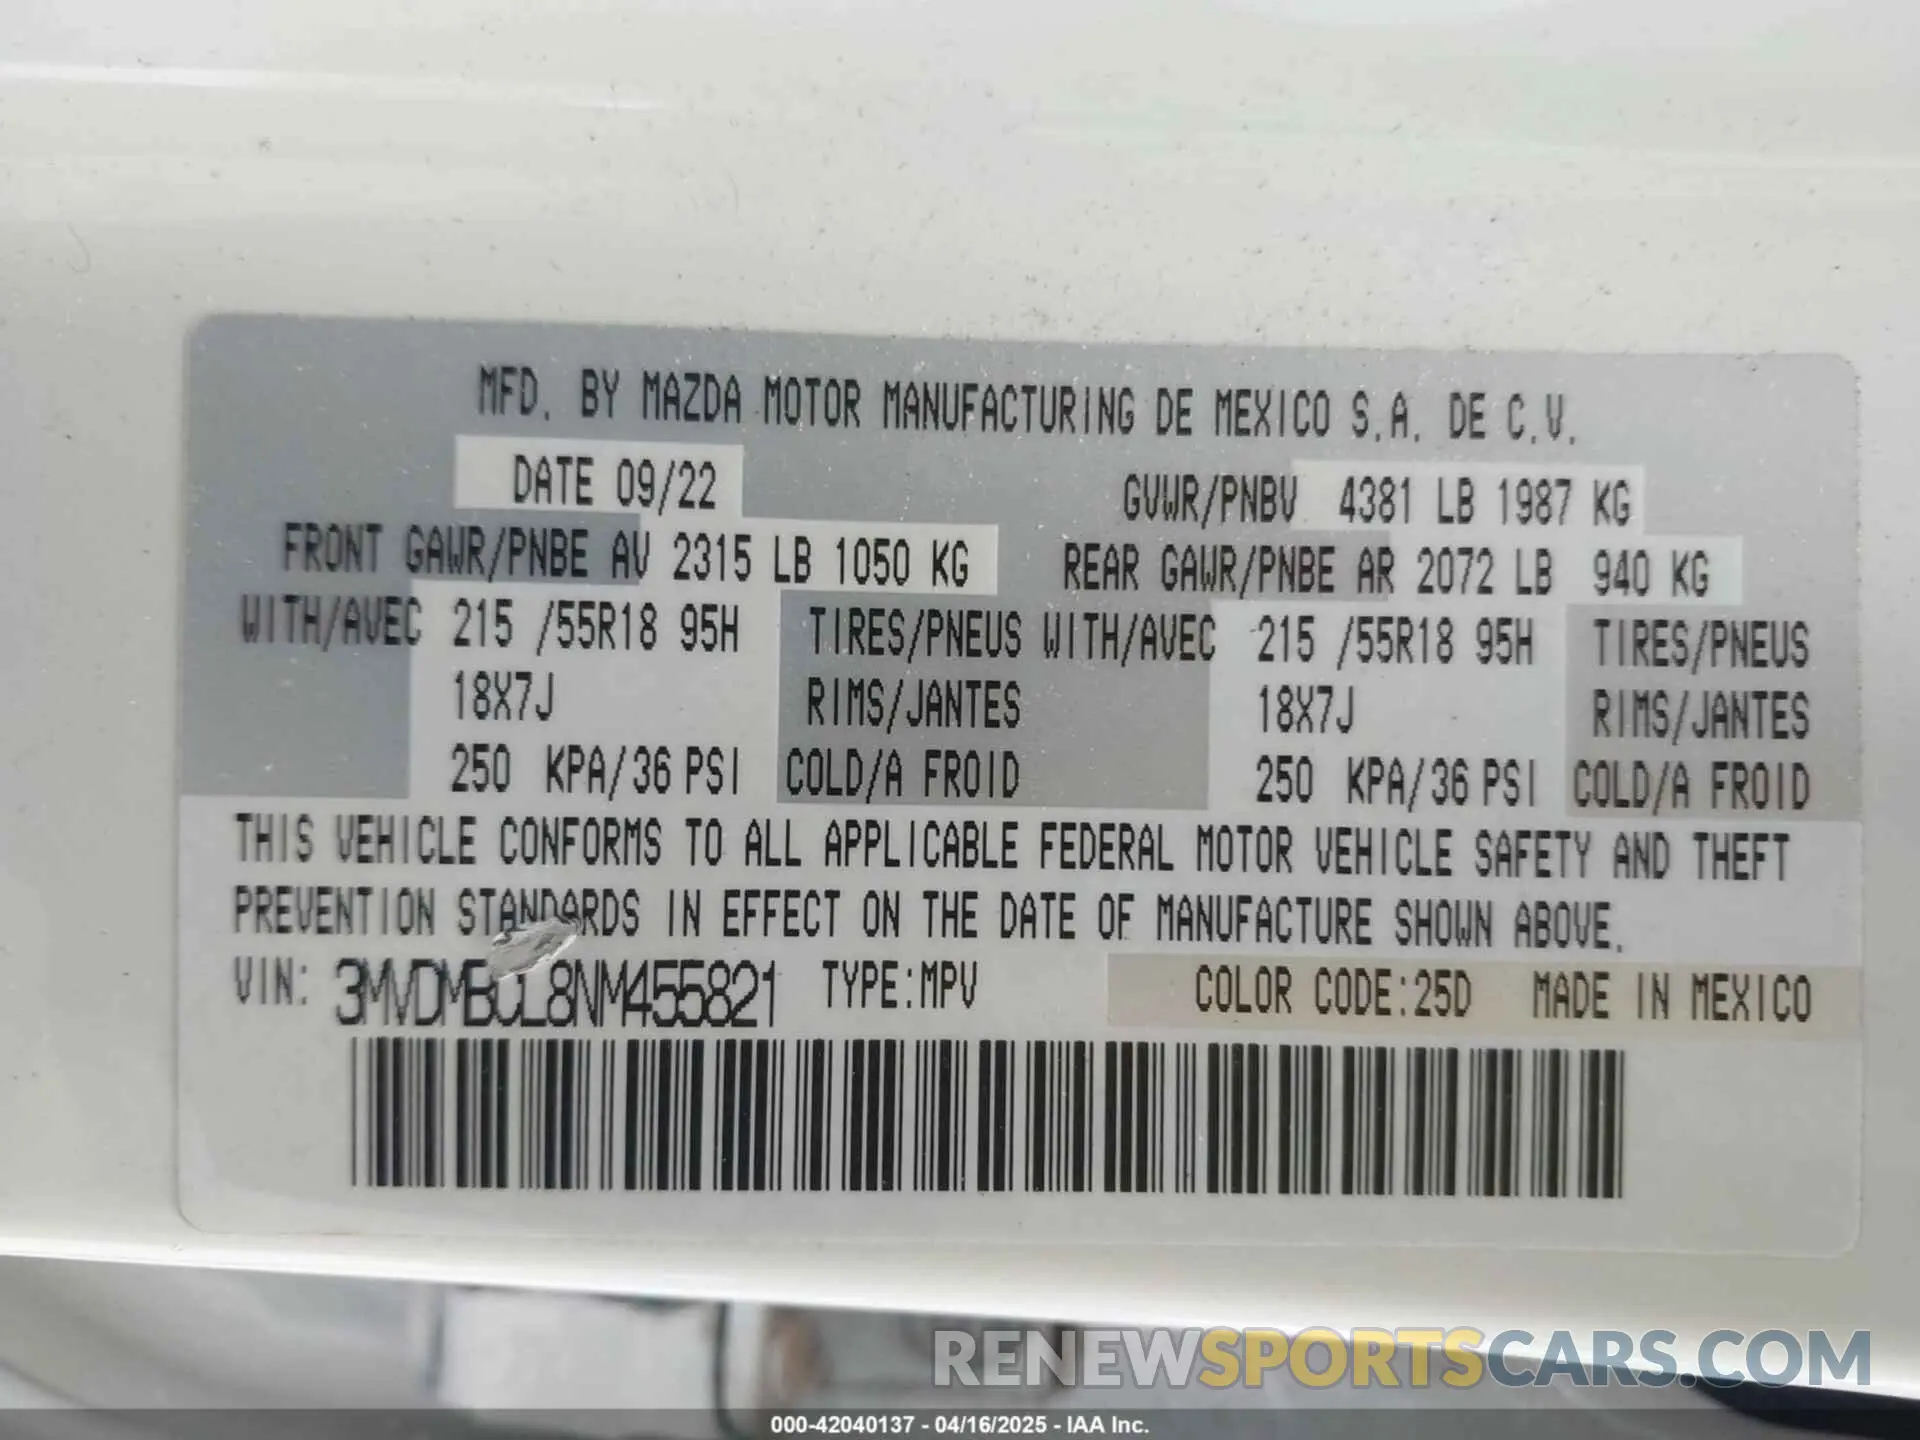 MFD. BY MAZDA MOTOR MANUFACTURING DE MEXICO S.A. DE C.V.
DATE 09/22 GVWR/PNBV 4381 LB 1987 KG
FRONT GAWR/PNBE AV 2315 LB 1050 KG REAR GAWR/PNBE AR 2072 LB 940 KG
WITH/AVEC 215 /55R18 95H TIRES/PNEUS WITH/AVEC 215 /55R18 95H TIRES/PNEUS
18X7J RIMS/JANTES 18X7J RIMS/JANTES
250 KPA/36 PSI COLD/A FROID 250 KPA/36 PSI COLD/A FROID
THIS VEHICLE CONFORMS TO ALL APPLICABLE FEDERAL MOTOR VEHICLE SAFETY AND THEFT
PREVENTION STANDARDS IN EFFECT ON THE DATE OF MANUFACTURE SHOWN ABOVE.
VIN: 3MVDMBCL8NM455821 TYPE:MPV COLOR CODE:25D MADE IN MEXICO
RENEWSPORTSCARS.COM
000-42040137 - 04/16/2025 - IAA Inc.